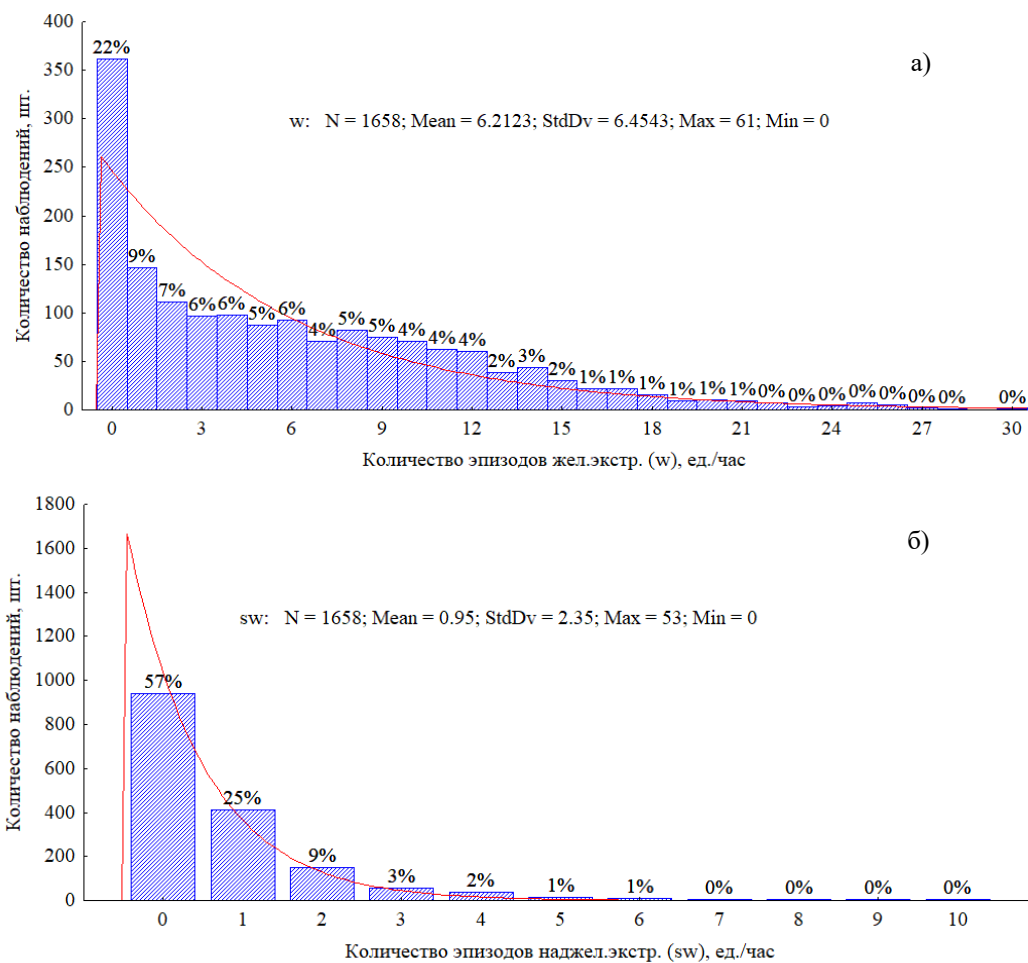 400
350
300
250
200
150
100
50
0
Количество наблюдений, шт.
а)
w: N = 1658; Mean = 6.2123; StdDv = 6.4543; Max = 61; Min = 0
22% 9% 7% 6% 6% 5% 6% 4% 5% 5% 4% 4% 4% 2% 3% 2% 1% 1% 1% 1% 1% 1% 0% 0% 0% 0% 0% 0% 0% 0%
0 3 6 9 12 15 18 21 24 27 30
Количество эпизодов жел.экстр. (w), ед./час
1800
1600
1400
1200
1000
800
600
400
200
0
Количество наблюдений, шт.
б)
sw: N = 1658; Mean = 0.95; StdDv = 2.35; Max = 53; Min = 0
57% 25% 9% 3% 2% 1% 1% 0% 0% 0% 0%
0 1 2 3 4 5 6 7 8 9 10
Количество эпизодов наджел.экстр. (sw), ед./час